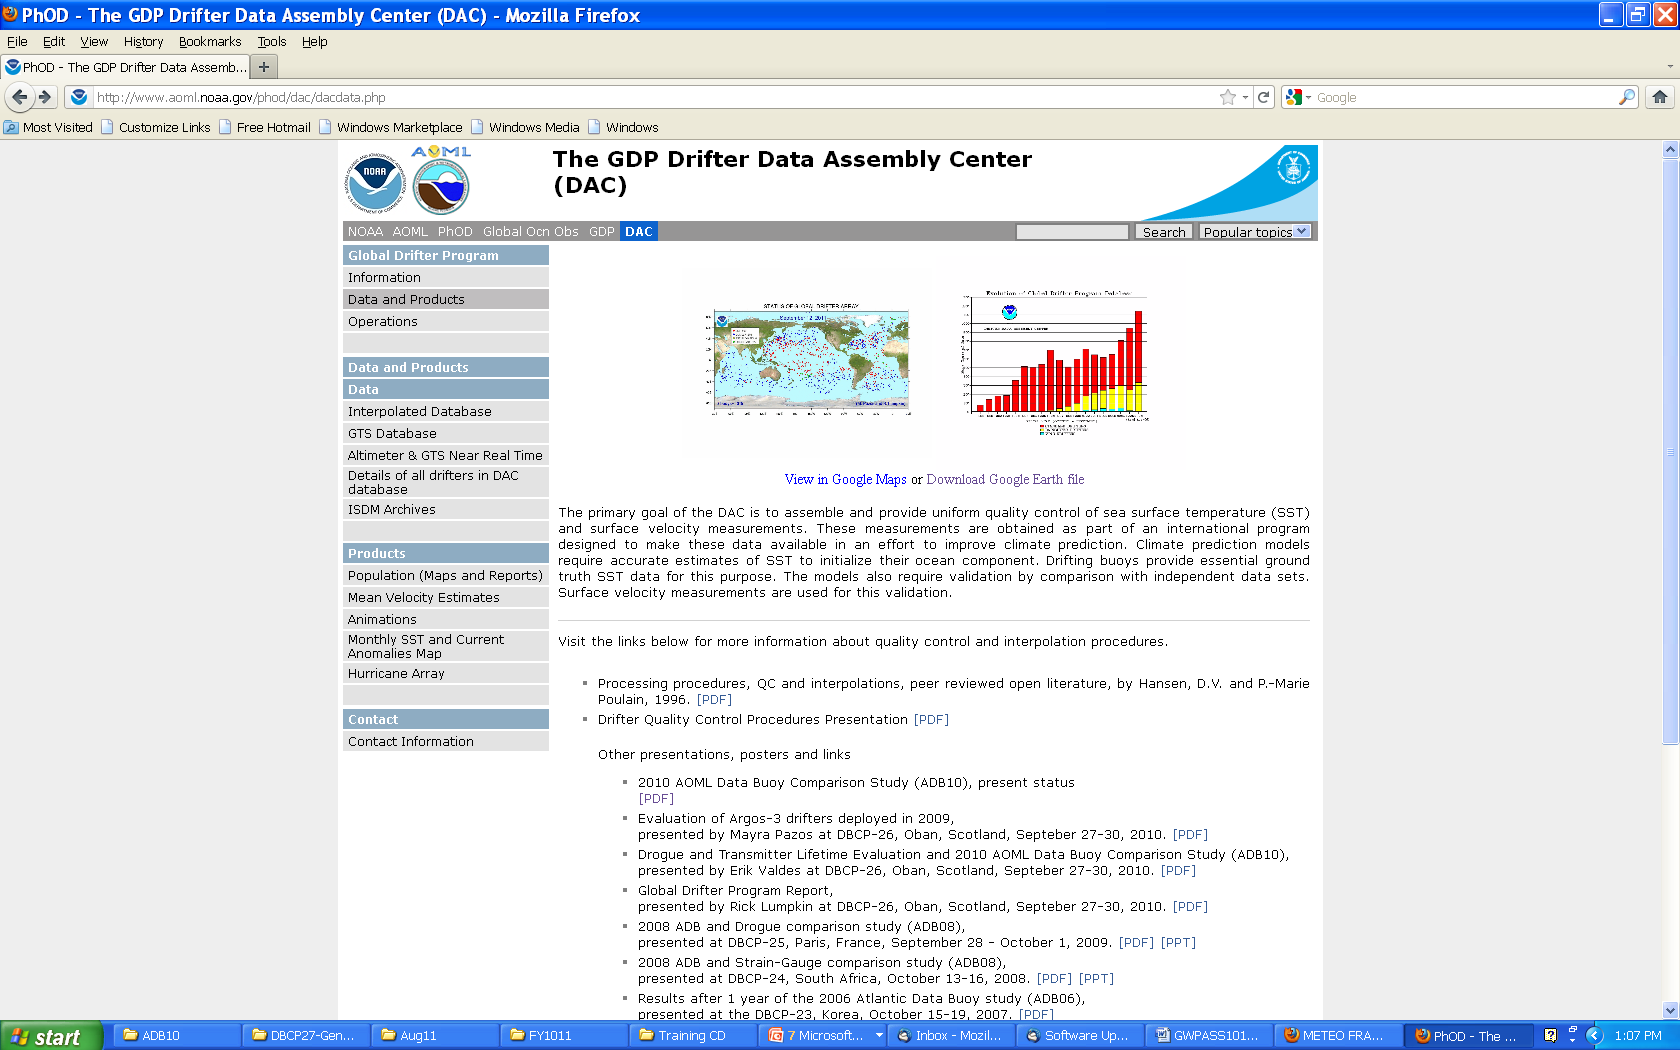 PhOD - The GDP Drifter Data Assembly Center (DAC) - Mozilla Firefox
File Edit View History Bookmarks Tools Help
PhOD - The GDP Drifter Data Assemb...
http://www.aoml.noaa.gov/phod/dac/dacdata.php
Google
Most Visited Customize Links Free Hotmail Windows Marketplace Windows Media Windows
NOAA
AOML
The GDP Drifter Data Assembly Center
(DAC)
NOAA AOML PhOD Global Ocn Obs GDP DAC
Search Popular topics
Global Drifter Program
Information
Data and Products
Operations
Data and Products
Data
Interpolated Database
GTS Database
Altimeter & GTS Near Real Time
Details of all drifters in DAC
database
ISDM Archives
Products
Population (Maps and Reports)
Mean Velocity Estimates
Animations
Monthly SST and Current
Anomalies Map
Hurricane Array
Contact
Contact Information
STATUS OF GLOBAL DRIFTER ARRAY
Evolution of Global Drifter Program Database
View in Google Maps or Download Google Earth file
The primary goal of the DAC is to assemble and provide uniform quality control of sea surface temperature (SST)
and surface velocity measurements. These measurements are obtained as part of an international program
designed to make these data available in an effort to improve climate prediction. Climate prediction models
require accurate estimates of SST to initialize their ocean component. Drifting buoys provide essential ground
truth SST data for this purpose. The models also require validation by comparison with independent data sets.
Surface velocity measurements are used for this validation.
Visit the links below for more information about quality control and interpolation procedures.
Processing procedures, QC and interpolations, peer reviewed open literature, by Hansen, D.V. and P.-Marie
Poulain, 1996. [PDF]
Drifter Quality Control Procedures Presentation [PDF]
Other presentations, posters and links
2010 AOML Data Buoy Comparison Study (ADB10), present status
[PDF]
Evaluation of Argos-3 drifters deployed in 2009,
presented by Mayra Pazos at DBCP-26, Oban, Scotland, Septeber 27-30, 2010. [PDF]
Drogue and Transmitter Lifetime Evaluation and 2010 AOML Data Buoy Comparison Study (ADB10),
presented by Erik Valdes at DBCP-26, Oban, Scotland, Septeber 27-30, 2010. [PDF]
Global Drifter Program Report,
presented by Rick Lumpkin at DBCP-26, Oban, Scotland, Septeber 27-30, 2010. [PDF]
2008 ADB and Drogue comparison study (ADB08),
presented at DBCP-25, Paris, France, September 28 - October 1, 2009. [PDF] [PPT]
2008 ADB and Strain-Gauge comparison study (ADB08),
presented at DBCP-24, South Africa, October 13-16, 2008. [PDF] [PPT]
Results after 1 year of the 2006 Atlantic Data Buoy study (ADB06),
presented at the DBCP-23, Korea, October 15-19, 2007. [PDF]
start ADB10 DBCP27-Gen... Aug11 FY1011 Training CD 7 Microsoft... Inbox - Mozil... Software Up... GWPASS101... METEO FRA... PhOD - The ... 1:07 PM